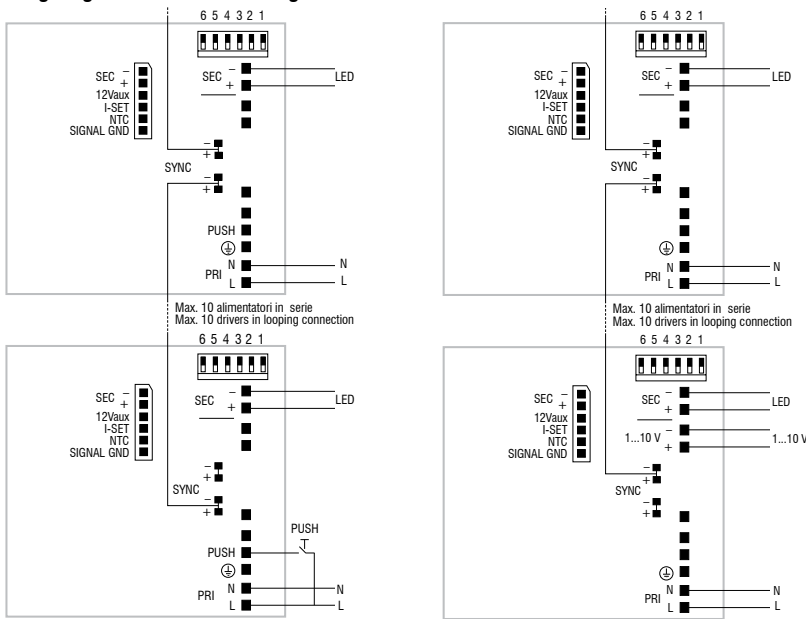 6 5 4 3 2 1
SEC
–
+
12Vaux
I-SET
NTC
SIGNAL GND
SEC
–
+
LED
–
+
SYNC
–
+
PUSH
N
PRI
L
N
L
6 5 4 3 2 1
SEC
–
+
12Vaux
I-SET
NTC
SIGNAL GND
SEC
–
+
LED
–
+
SYNC
–
+
N
PRI
L
N
L
Max. 10 alimentatori in serie
Max. 10 drivers in looping connection
Max. 10 alimentatori in serie
Max. 10 drivers in looping connection
6 5 4 3 2 1
SEC
–
+
12Vaux
I-SET
NTC
SIGNAL GND
SEC
–
+
LED
–
+
SYNC
–
+
PUSH
PUSH
N
PRI
L
N
L
6 5 4 3 2 1
SEC
–
+
12Vaux
I-SET
NTC
SIGNAL GND
SEC
–
+
LED
1...10 V
–
+
1...10 V
–
+
SYNC
–
+
N
PRI
L
N
L